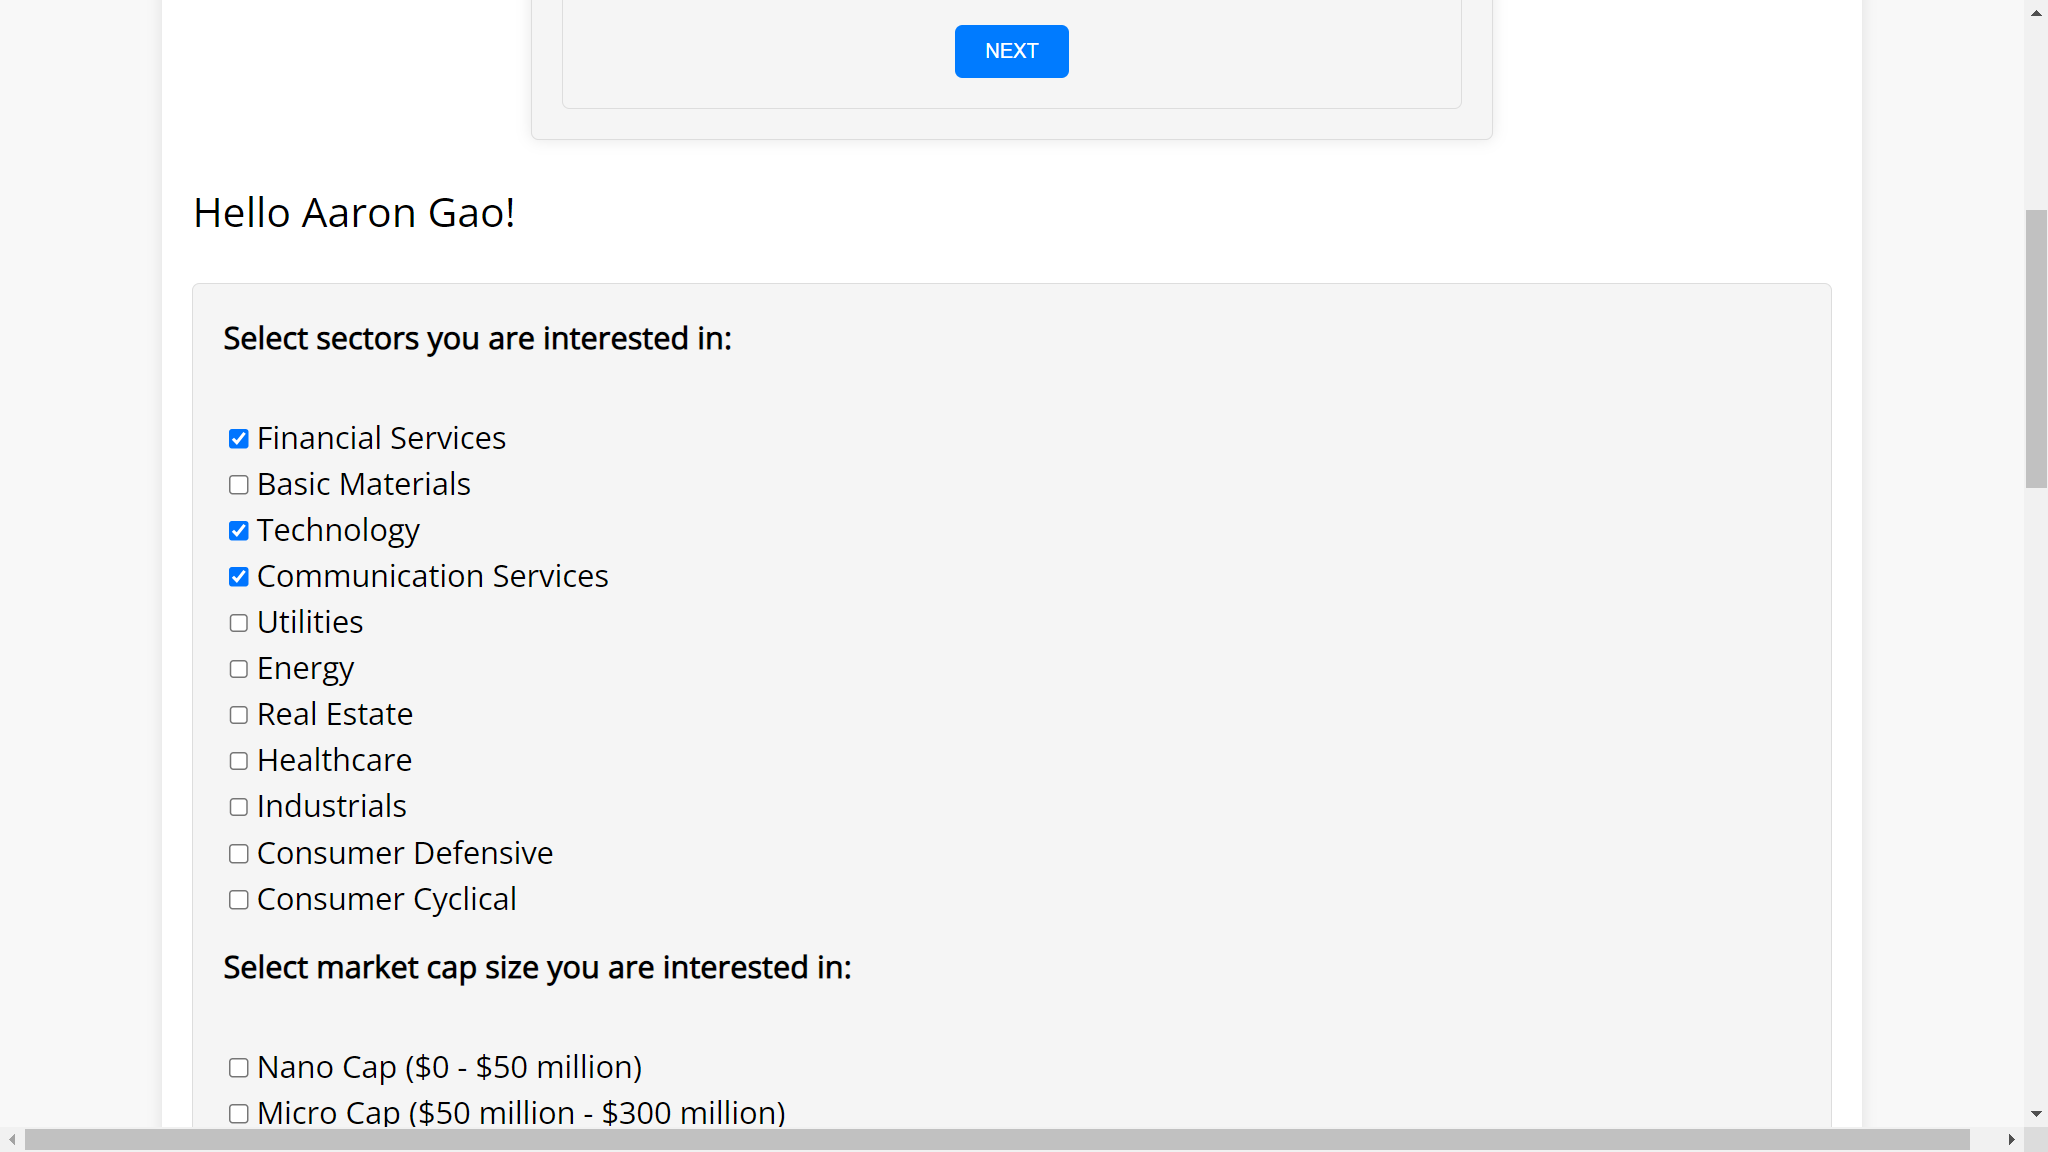 NEXT
Hello Aaron Gao!
Select sectors you are interested in:
Financial Services
Basic Materials
Technology
Communication Services
Utilities
Energy
Real Estate
Healthcare
Industrials
Consumer Defensive
Consumer Cyclical
Select market cap size you are interested in:
Nano Cap ($0 - $50 million)
Micro Cap ($50 million - $300 million)